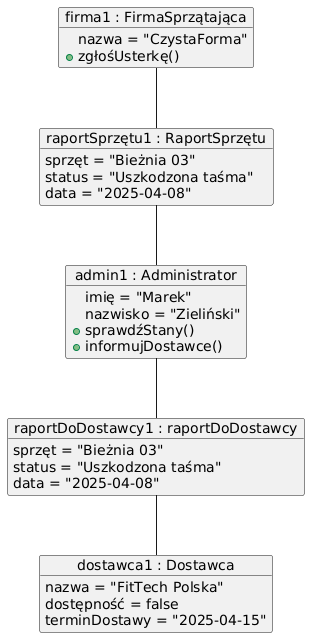 firma1 : FirmaSprzątająca
nazwa = "CzystaForma"
zgłośUsterkę()
raportSprzętu1 : RaportSprzętu
sprzęt = "Bieżnia 03"
status = "Uszkodzona taśma"
data = "2025-04-08"
admin1 : Administrator
imię = "Marek"
nazwisko = "Zieliński"
sprawdźStany()
informujDostawce()
raportDoDostawcy1 : raportDoDostawcy
sprzęt = "Bieżnia 03"
status = "Uszkodzona taśma"
data = "2025-04-08"
dostawca1 : Dostawca
nazwa = "FitTech Polska"
dostępność = false
terminDostawy = "2025-04-15"